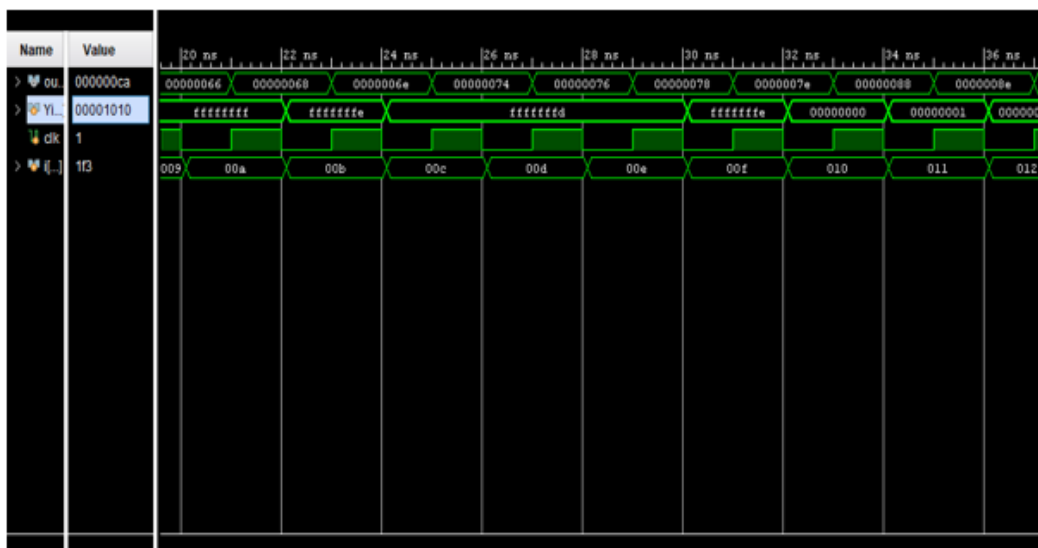 Name Value
20 ns 22 ns 24 ns 26 ns 28 ns 30 ns 32 ns 34 ns 36 ns
> ou... 000000ca 00000066 00000068 0000006e 00000074 00000076 00000078 0000007e 00000088 0000008e
> Yi...] 00001010 ffffffff fffffffe fffffffd fffffffe 00000000 00000001 000000
clk 1
> i[...] 1f3 009 00a 00b 00c 00d 00e 00f 010 011 012